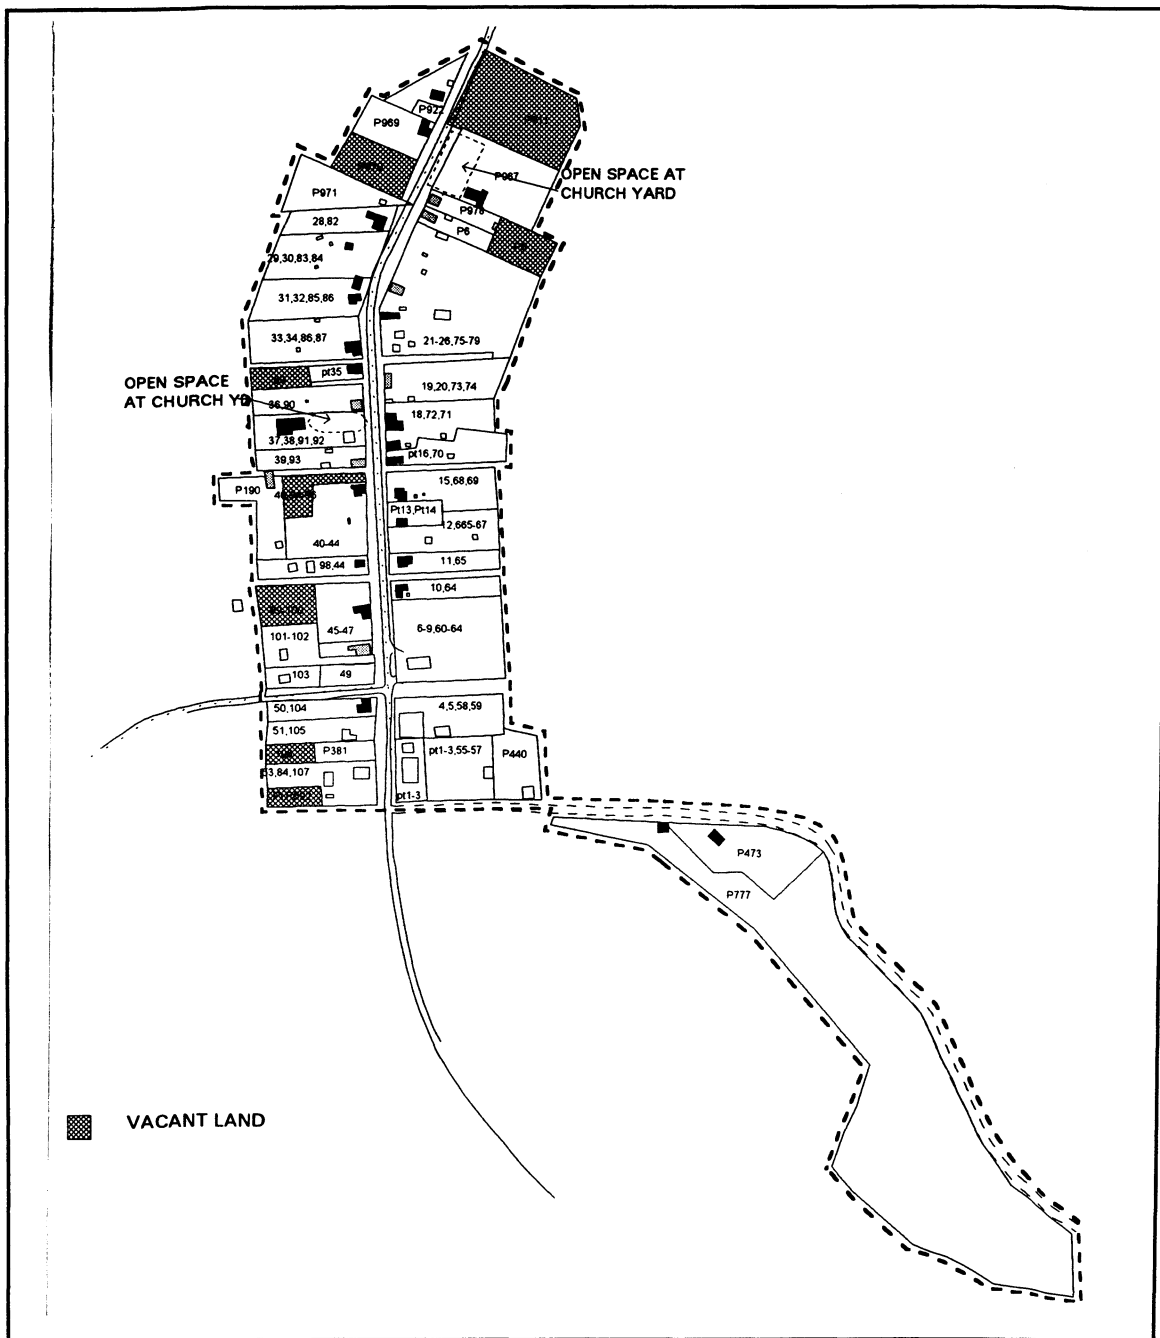 P922
P969
P987
OPEN SPACE AT
CHURCH YARD
P971
P978
28,82
P6
29,30,83,84
31,32,85,86
33,34,86,87
21-26,75-79
pt35
OPEN SPACE
AT CHURCH YD
19,20,73,74
36,90
18,72,71
37,38,91,92
39,93
pt16,70
P190
15,68,69
Pt13,Pt14
12,665-67
40-44
98,44
11,65
10,64
101-102
45-47
6-9,60-64
103
49
50,104
4,5,58,59
51,105
P381
pt1-3,55-57
P440
53,84,107
pt1-3
P473
P777
VACANT LAND